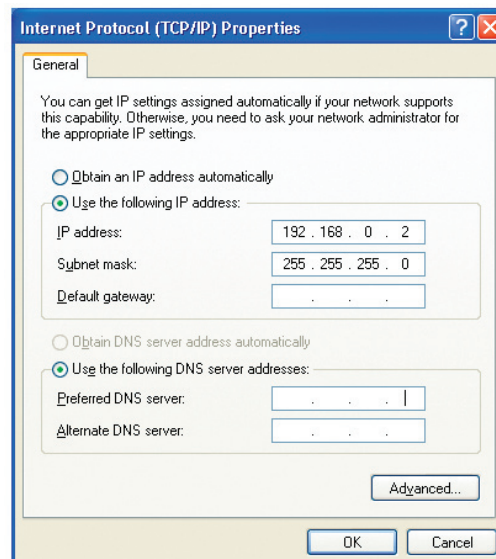 Internet Protocol (TCP/IP) Properties
General
You can get IP settings assigned automatically if your network supports
this capability. Otherwise, you need to ask your network administrator for
the appropriate IP settings.
Obtain an IP address automatically
Use the following IP address:
IP address: 192 . 168 . 0 . 2
Subnet mask: 255 . 255 . 255 . 0
Default gateway: . . .
Obtain DNS server address automatically
Use the following DNS server addresses:
Preferred DNS server: . . .
Alternate DNS server: . . .
Advanced...
OK Cancel